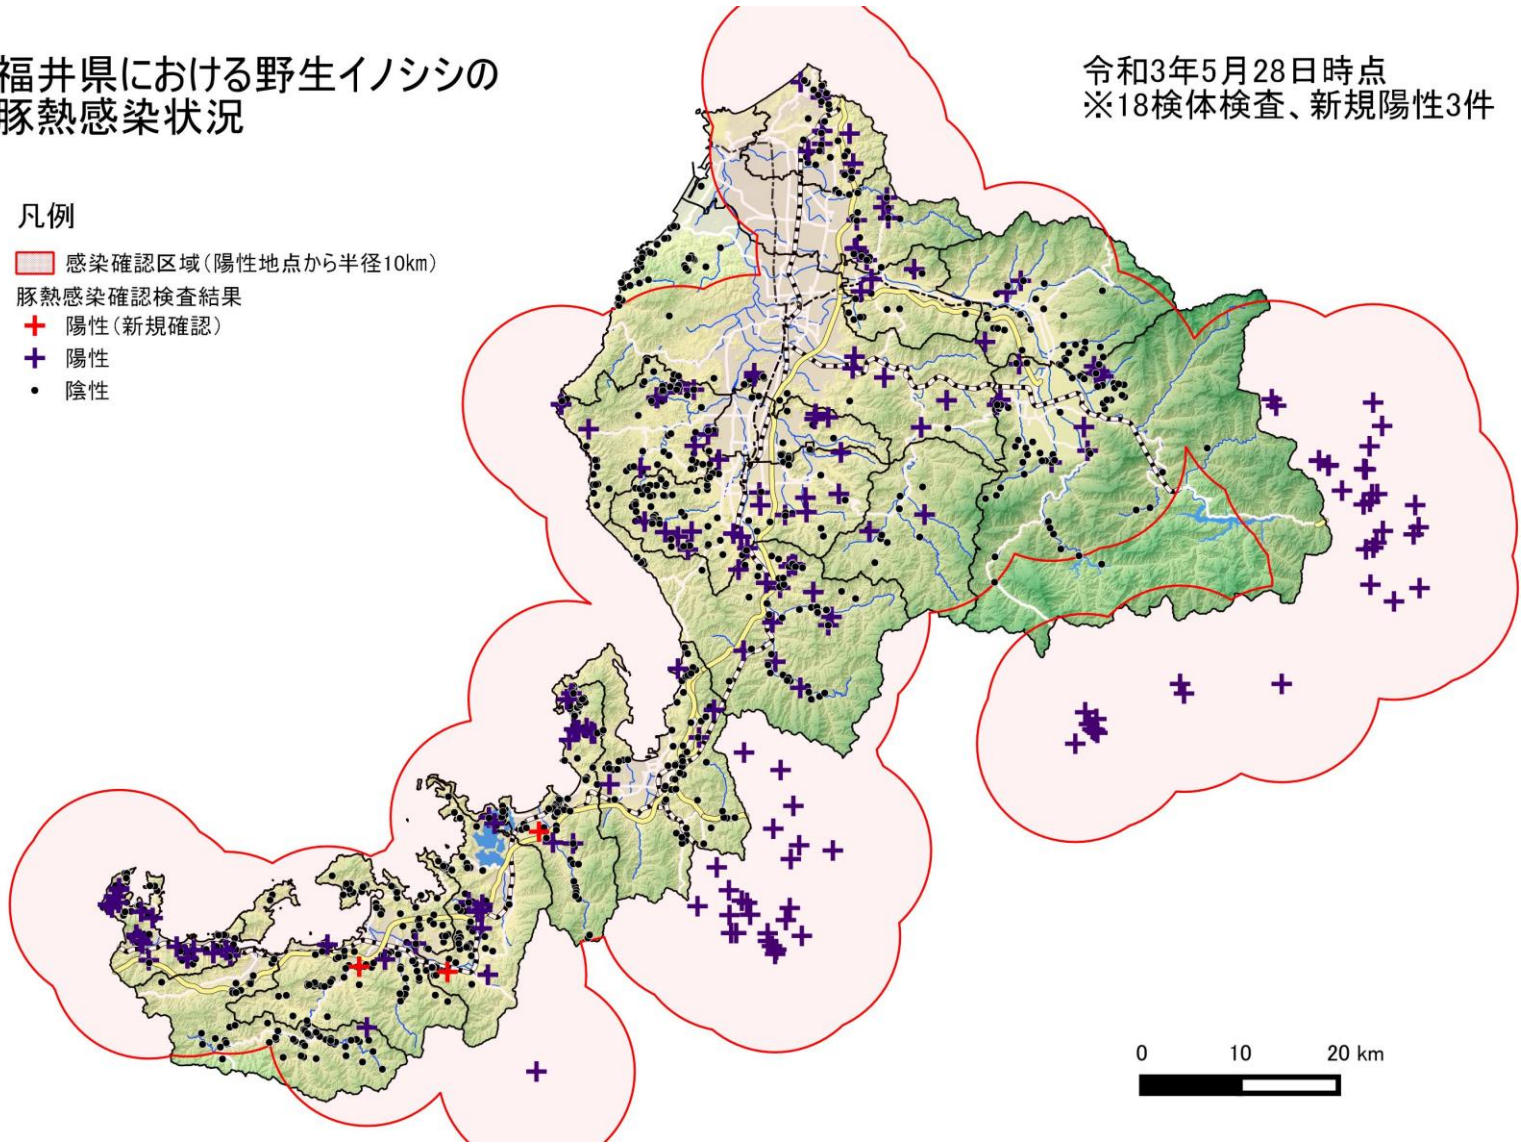 福井県における野生イノシシの
豚熱感染状況
令和3年5月28日時点
※18検体検査、新規陽性3件
凡例
感染確認区域(陽性地点から半径10km)
豚熱感染確認検査結果
陽性(新規確認)
陽性
陰性
0 10 20 km